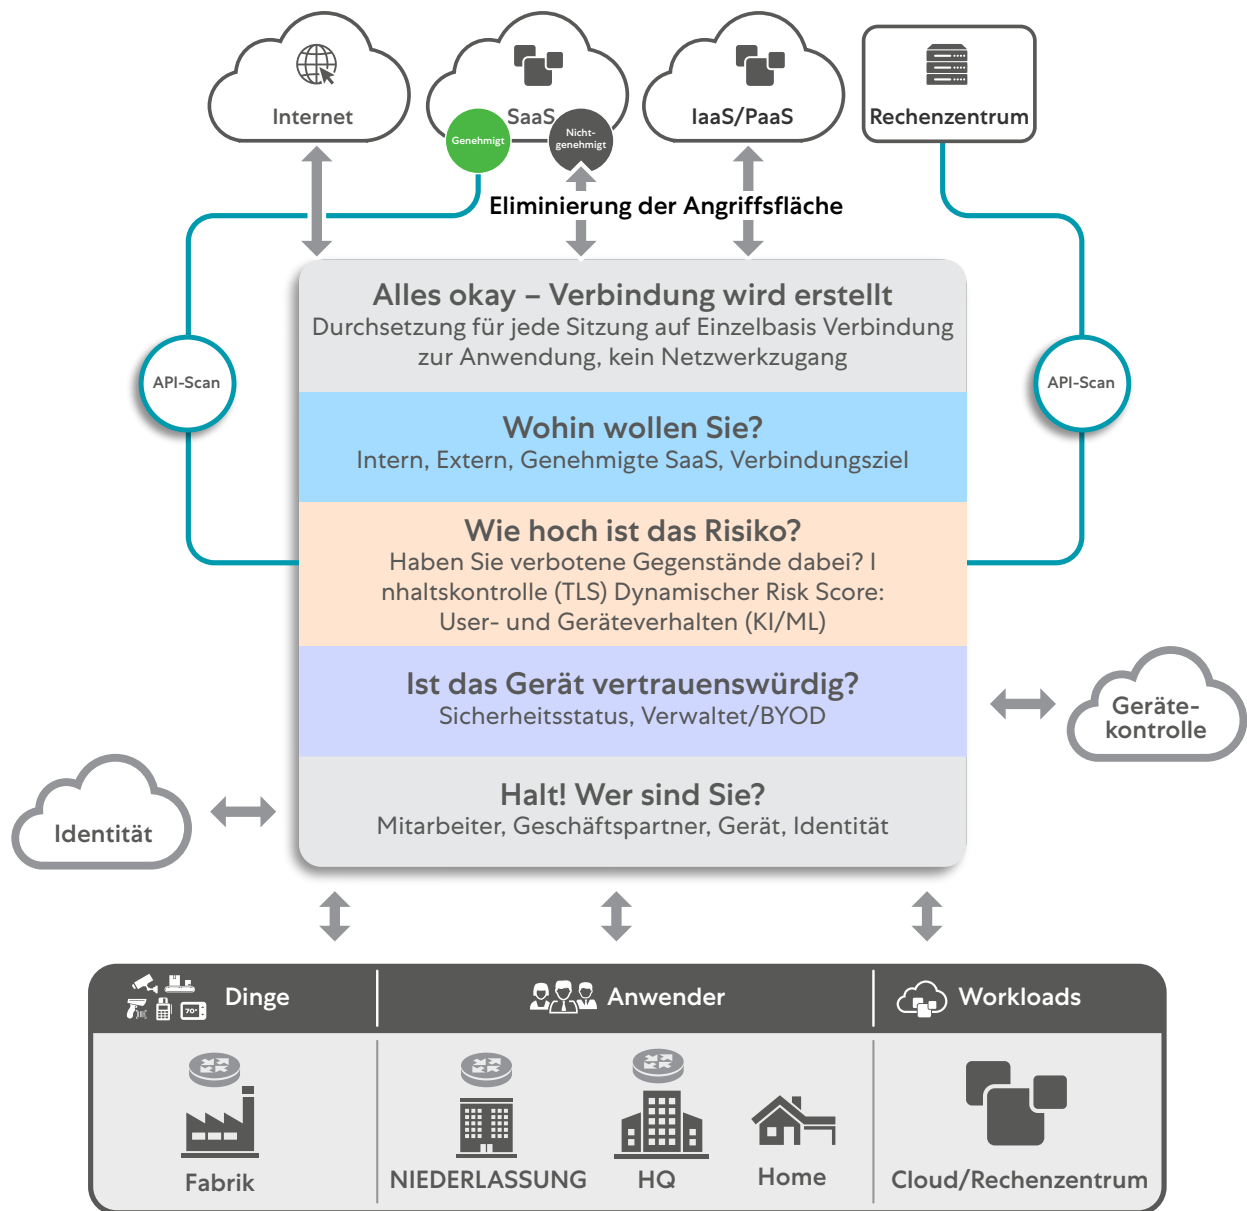 Internet
SaaS
IaaS/PaaS
Rechenzentrum
Genehmigt
Nicht-
genehmigt
Eliminierung der Angriffsfläche
Alles okay – Verbindung wird erstellt
Durchsetzung für jede Sitzung auf Einzelbasis Verbindung
zur Anwendung, kein Netzwerkzugang
API-Scan
API-Scan
Wohin wollen Sie?
Intern, Extern, Genehmigte SaaS, Verbindungsziel
Wie hoch ist das Risiko?
Haben Sie verbotene Gegenstände dabei? I
nhaltskontrolle (TLS) Dynamischer Risk Score:
User- und Geräteverhalten (KI/ML)
Ist das Gerät vertrauenswürdig?
Sicherheitsstatus, Verwaltet/BYOD
Geräte-
kontrolle
Halt! Wer sind Sie?
Mitarbeiter, Geschäftspartner, Gerät, Identität
Identität
70°
Dinge
Anwender
Workloads
Fabrik
NIEDERLASSUNG
HQ
Home
Cloud/Rechenzentrum